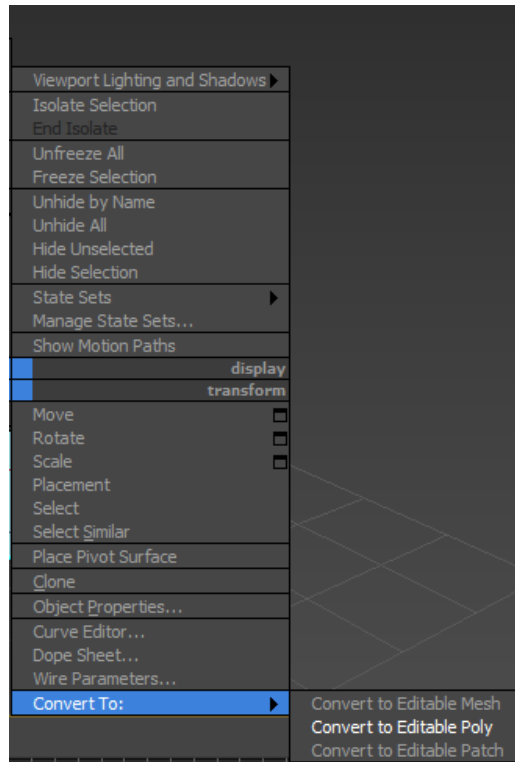 Viewport Lighting and Shadows
Isolate Selection
End Isolate
Unfreeze All
Freeze Selection
Unhide by Name
Unhide All
Hide Unselected
Hide Selection
State Sets
Manage State Sets...
Show Motion Paths
display
transform
Move
Rotate
Scale
Placement
Select
Select Similar
Place Pivot Surface
Clone
Object Properties...
Curve Editor...
Dope Sheet...
Wire Parameters...
Convert To:
Convert to Editable Mesh
Convert to Editable Poly
Convert to Editable Patch